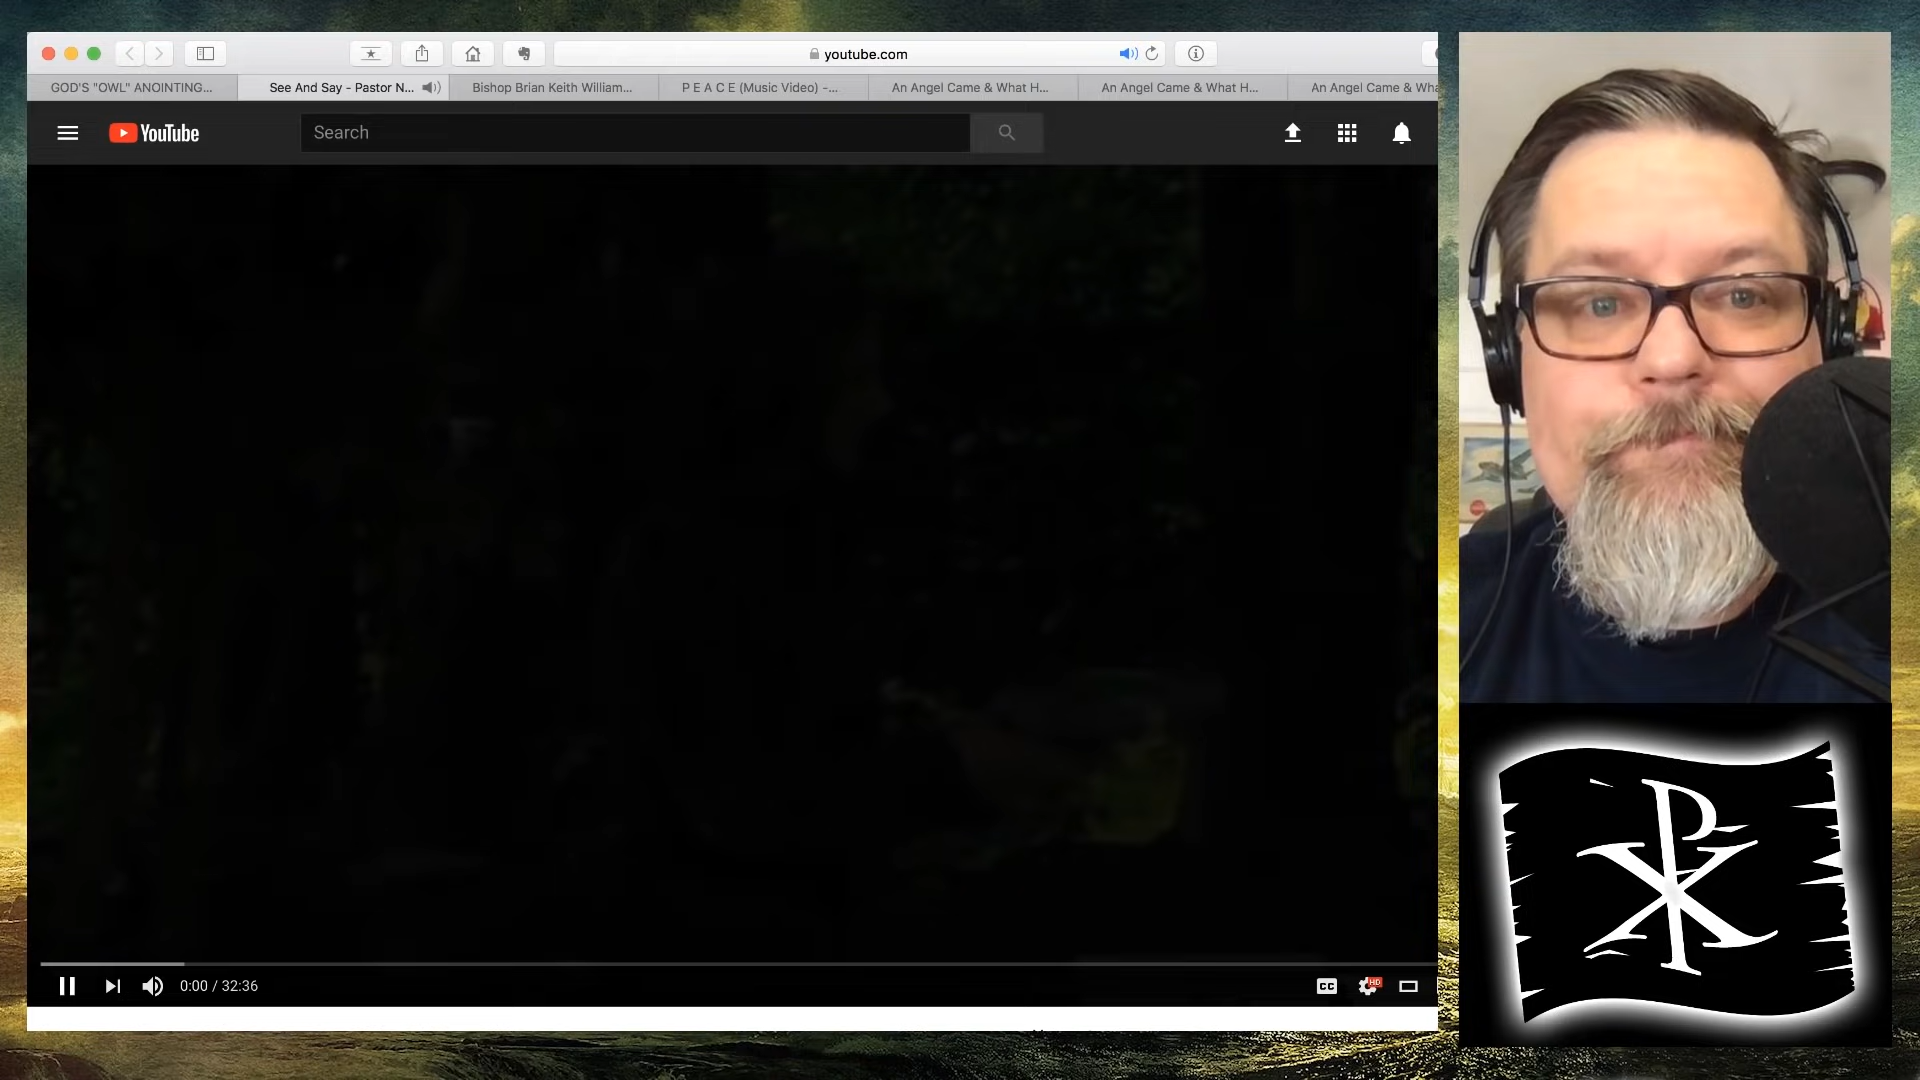 youtube.com
GOD'S "OWL" ANOINTING...
See And Say - Pastor N...
Bishop Brian Keith William...
P E A C E (Music Video) -...
An Angel Came & What H...
An Angel Came & What H...
An Angel Came & Wha
YouTube
Search
0:00 / 32:36
CC
HD